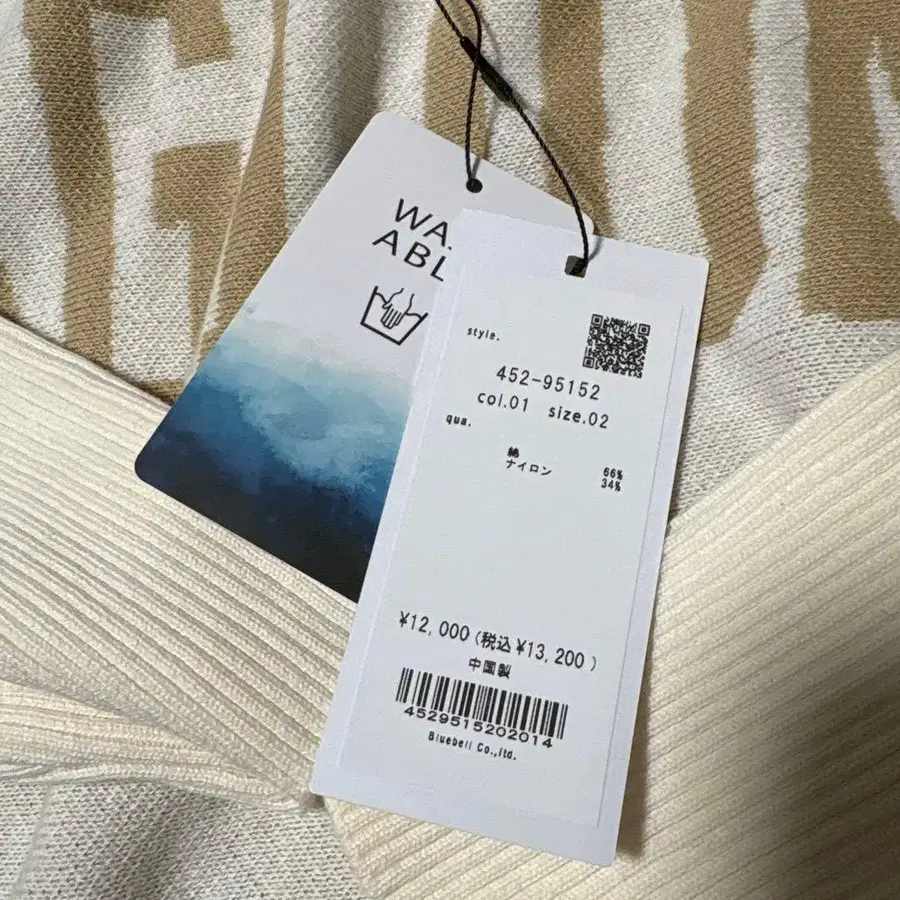 WA
ABL
style.
452-95152
col.01 size.02
qua.
綿 66%
ナイロン 34%
¥12,000(税込¥13,200)
中国製
4529515202014
Bluebell Co.,ltd.